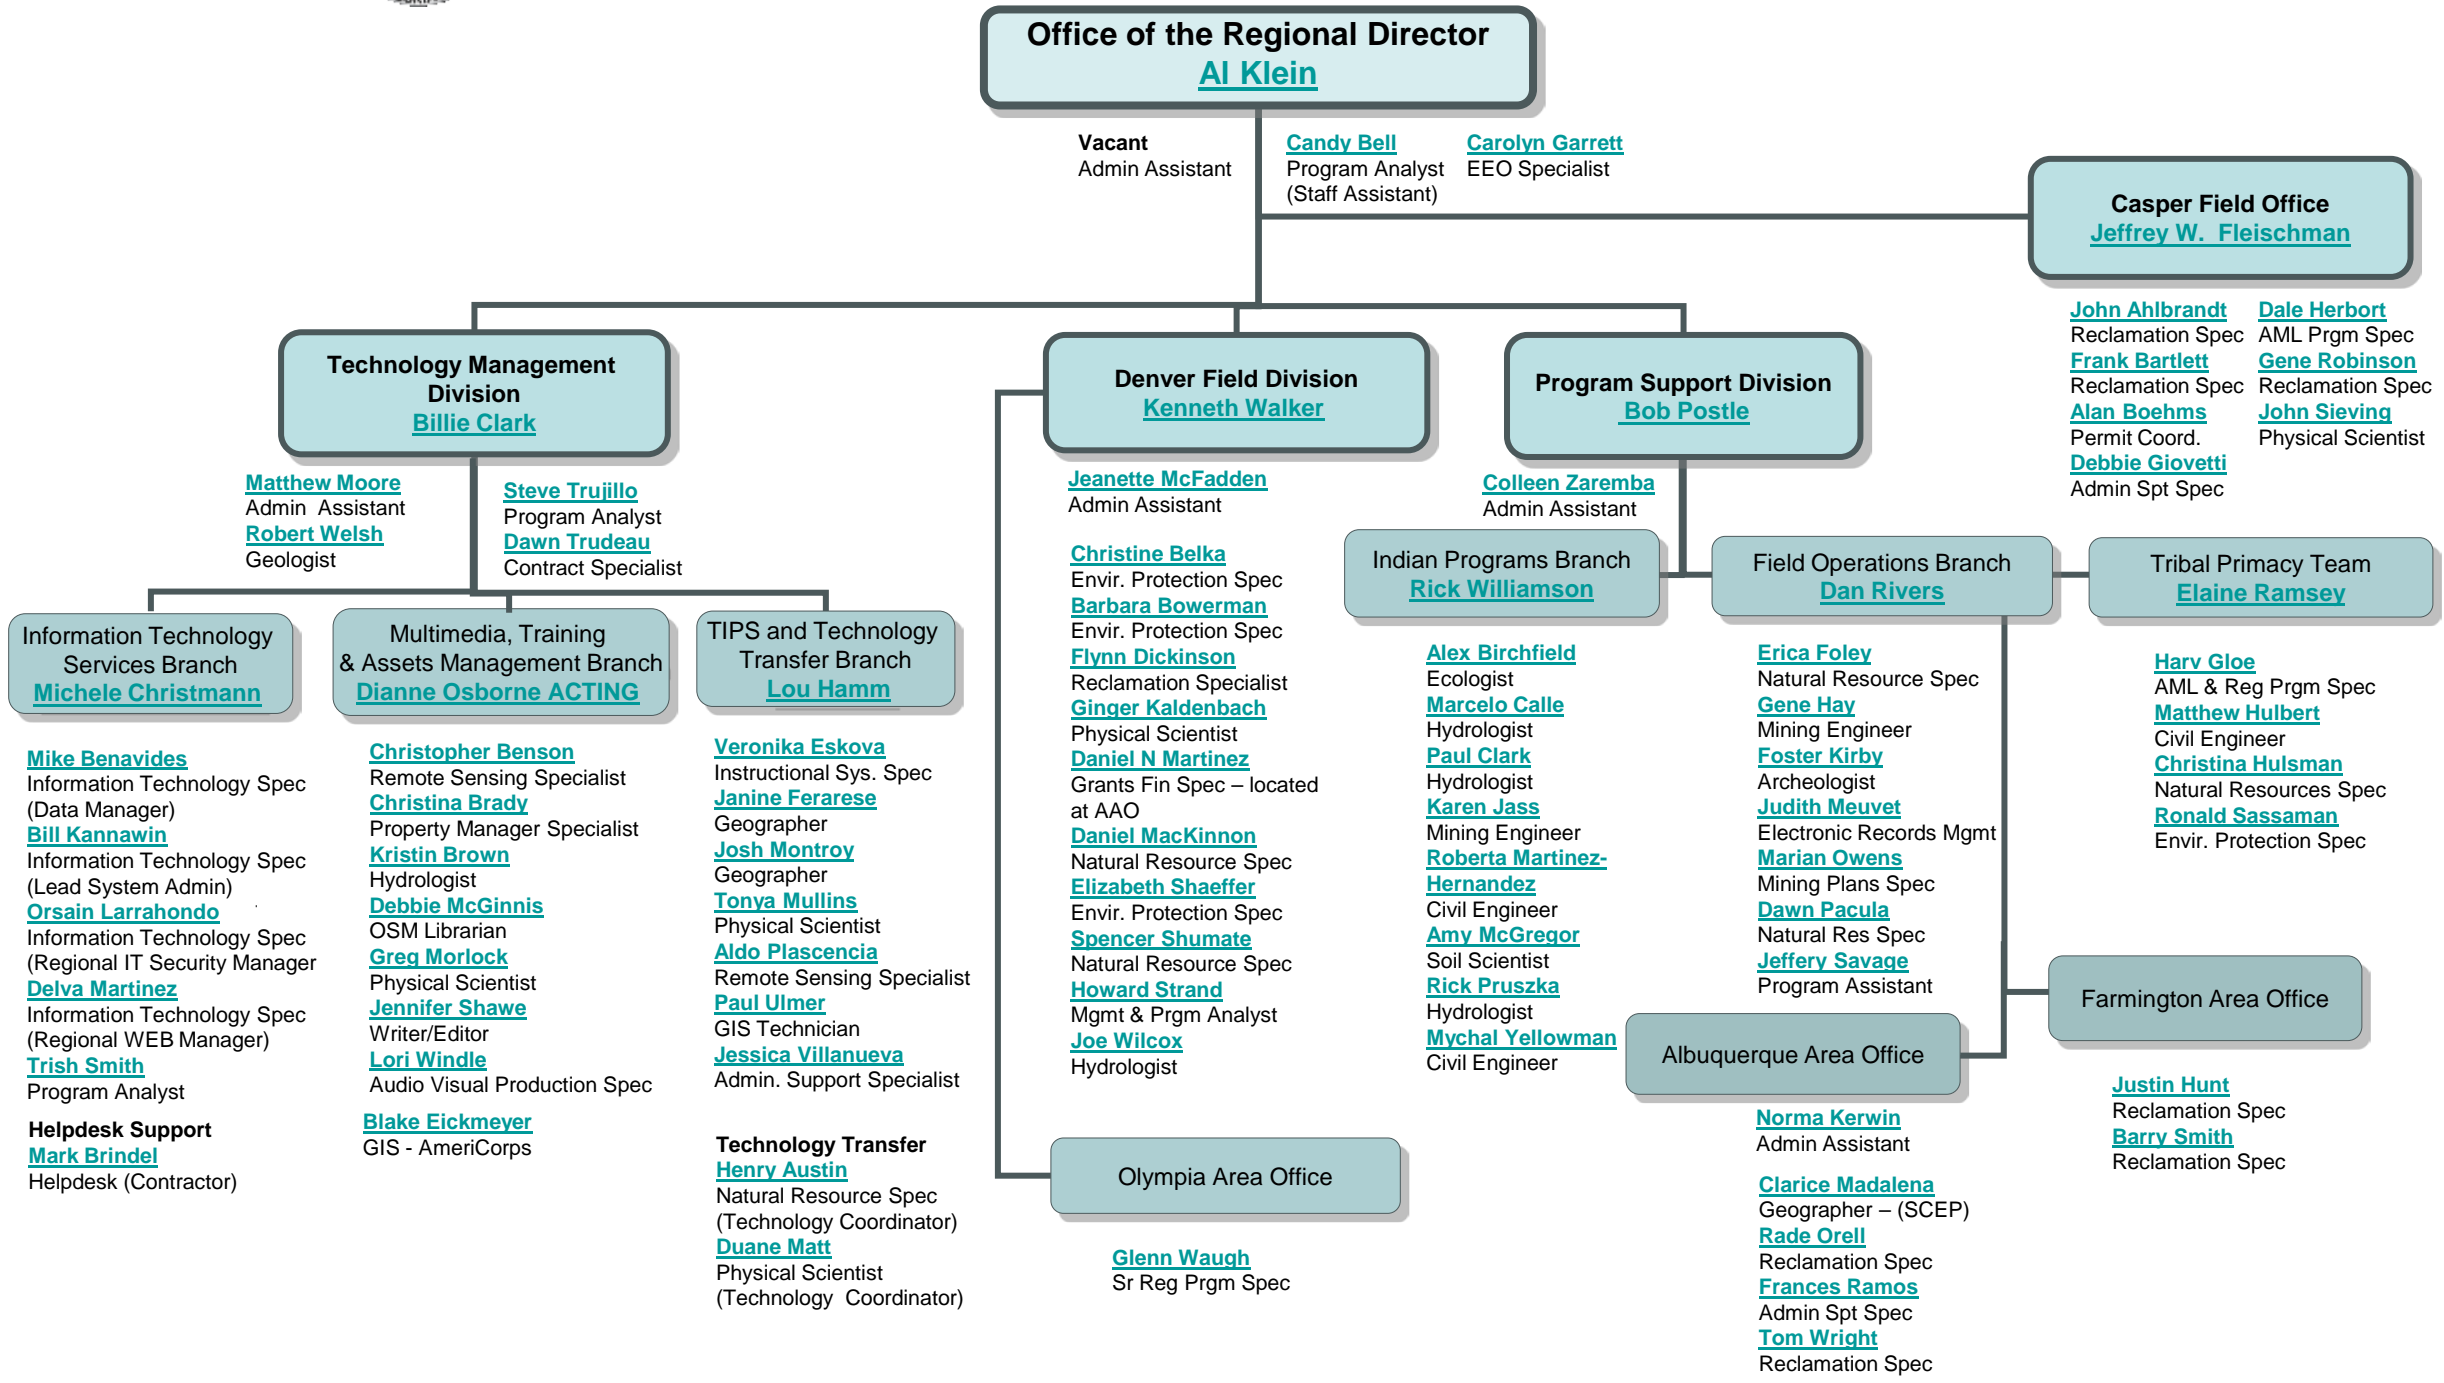 Office of the Regional Director
Al Klein
Vacant
Admin Assistant
Candy Bell
Program Analyst
(Staff Assistant)
Carolyn Garrett
EEO Specialist
Casper Field Office
Jeffrey W. Fleischman
John Ahlbrandt
Reclamation Spec
Frank Bartlett
Reclamation Spec
Alan Boehms
Permit Coord.
Debbie Giovetti
Admin Spt Spec
Dale Herbort
AML Prgm Spec
Gene Robinson
Reclamation Spec
John Sieving
Physical Scientist
Technology Management
Division
Billie Clark
Matthew Moore
Admin Assistant
Robert Welsh
Geologist
Steve Trujillo
Program Analyst
Dawn Trudeau
Contract Specialist
Information Technology
Services Branch
Michele Christmann
Mike Benavides
Information Technology Spec
(Data Manager)
Bill Kannawin
Information Technology Spec
(Lead System Admin)
Orsain Larrahondo
Information Technology Spec
(Regional IT Security Manager
Delva Martinez
Information Technology Spec
(Regional WEB Manager)
Trish Smith
Program Analyst
Helpdesk Support
Mark Brindel
Helpdesk (Contractor)
Multimedia, Training
& Assets Management Branch
Dianne Osborne ACTING
Christopher Benson
Remote Sensing Specialist
Christina Brady
Property Manager Specialist
Kristin Brown
Hydrologist
Debbie McGinnis
OSM Librarian
Greg Morlock
Physical Scientist
Jennifer Shawe
Writer/Editor
Lori Windle
Audio Visual Production Spec
Blake Eickmeyer
GIS - AmeriCorps
TIPS and Technology
Transfer Branch
Lou Hamm
Veronika Eskova
Instructional Sys. Spec
Janine Ferarese
Geographer
Josh Montroy
Geographer
Tonya Mullins
Physical Scientist
Aldo Plascencia
Remote Sensing Specialist
Paul Ulmer
GIS Technician
Jessica Villanueva
Admin. Support Specialist
Technology Transfer
Henry Austin
Natural Resource Spec
(Technology Coordinator)
Duane Matt
Physical Scientist
(Technology Coordinator)
Denver Field Division
Kenneth Walker
Jeanette McFadden
Admin Assistant
Christine Belka
Envir. Protection Spec
Barbara Bowerman
Envir. Protection Spec
Flynn Dickinson
Reclamation Specialist
Ginger Kaldenbach
Physical Scientist
Daniel N Martinez
Grants Fin Spec – located
at AAO
Daniel MacKinnon
Natural Resource Spec
Elizabeth Shaeffer
Envir. Protection Spec
Spencer Shumate
Natural Resource Spec
Howard Strand
Mgmt & Prgm Analyst
Joe Wilcox
Hydrologist
Olympia Area Office
Glenn Waugh
Sr Reg Prgm Spec
Program Support Division
Bob Postle
Colleen Zaremba
Admin Assistant
Indian Programs Branch
Rick Williamson
Alex Birchfield
Ecologist
Marcelo Calle
Hydrologist
Paul Clark
Hydrologist
Karen Jass
Mining Engineer
Roberta Martinez-
Hernandez
Civil Engineer
Amy McGregor
Soil Scientist
Rick Pruszka
Hydrologist
Mychal Yellowman
Civil Engineer
Field Operations Branch
Dan Rivers
Erica Foley
Natural Resource Spec
Gene Hay
Mining Engineer
Foster Kirby
Archeologist
Judith Meuvet
Electronic Records Mgmt
Marian Owens
Mining Plans Spec
Dawn Pacula
Natural Res Spec
Jeffery Savage
Program Assistant
Albuquerque Area Office
Norma Kerwin
Admin Assistant
Clarice Madalena
Geographer – (SCEP)
Rade Orell
Reclamation Spec
Frances Ramos
Admin Spt Spec
Tom Wright
Reclamation Spec
Tribal Primacy Team
Elaine Ramsey
Harv Gloe
AML & Reg Prgm Spec
Matthew Hulbert
Civil Engineer
Christina Hulsman
Natural Resources Spec
Ronald Sassaman
Envir. Protection Spec
Farmington Area Office
Justin Hunt
Reclamation Spec
Barry Smith
Reclamation Spec